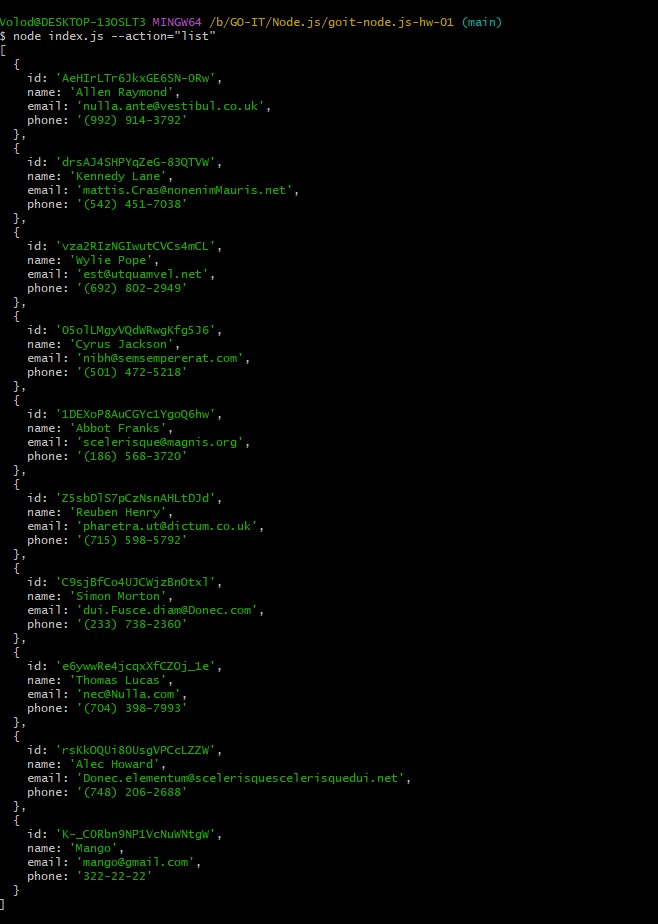 Volod@DESKTOP-13OSLT3 MINGW64 /b/GO-IT/Node.js/goit-node.js-hw-01 (main)
$ node index.js --action="list"
[
  {
    id: 'AeHIrLTr6JkxGE6SN-0Rw',
    name: 'Allen Raymond',
    email: 'nulla.ante@vestibul.co.uk',
    phone: '(992) 914-3792'
  },
  {
    id: 'drsAJ4SHPYqZeG-83QTVW',
    name: 'Kennedy Lane',
    email: 'mattis.Cras@nonenimMauris.net',
    phone: '(542) 451-7038'
  },
  {
    id: 'vza2RIzNGIwutCVCs4mCL',
    name: 'Wylie Pope',
    email: 'est@utquamvel.net',
    phone: '(692) 802-2949'
  },
  {
    id: '05olLMgyVQdWRwgKfg5J6',
    name: 'Cyrus Jackson',
    email: 'nibh@semsempererat.com',
    phone: '(501) 472-5218'
  },
  {
    id: '1DEXoP8AuCGYc1YgoQ6hw',
    name: 'Abbot Franks',
    email: 'scelerisque@magnis.org',
    phone: '(186) 568-3720'
  },
  {
    id: 'Z5sbDlS7pCzNsnAHLtDJd',
    name: 'Reuben Henry',
    email: 'pharetra.ut@dictum.co.uk',
    phone: '(715) 598-5792'
  },
  {
    id: 'C9sjBfCo4UJCWjzBnOtxl',
    name: 'Simon Morton',
    email: 'dui.Fusce.diam@Donec.com',
    phone: '(233) 738-2360'
  },
  {
    id: 'e6ywwRe4jcqxXfCZOj_1e',
    name: 'Thomas Lucas',
    email: 'nec@Nulla.com',
    phone: '(704) 398-7993'
  },
  {
    id: 'rsKkOQUi80UsgVPCcLZZW',
    name: 'Alec Howard',
    email: 'Donec.elementum@scelerisquescelerisquedui.net',
    phone: '(748) 206-2688'
  },
  {
    id: 'K-_CORbn9NP1VcNuWNtgW',
    name: 'Mango',
    email: 'mango@gmail.com',
    phone: '322-22-22'
  }
]